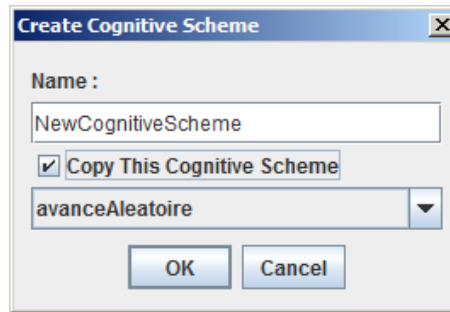 Create Cognitive Scheme
Name :
NewCognitiveScheme
Copy This Cognitive Scheme
avanceAleatoire
OK Cancel